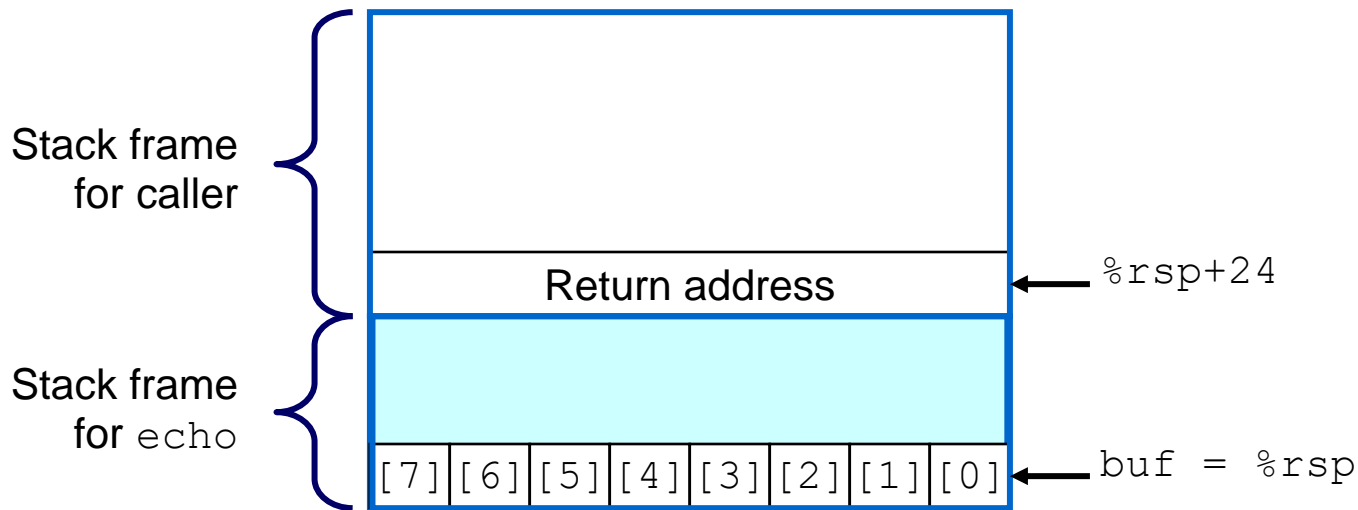 Stack frame
for caller
Return address
%rsp+24
Stack frame
for echo
[7] [6] [5] [4] [3] [2] [1] [0]
buf = %rsp